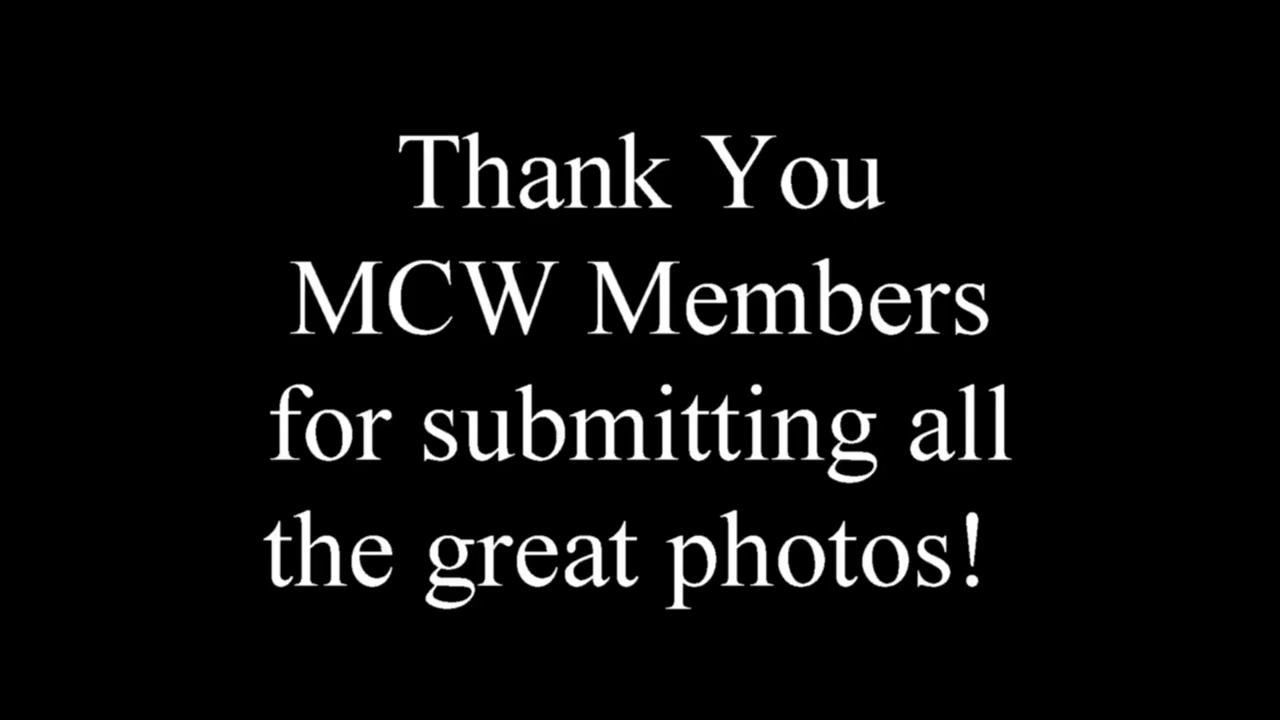 Thank You
MCW Members
for submitting all
the great photos!